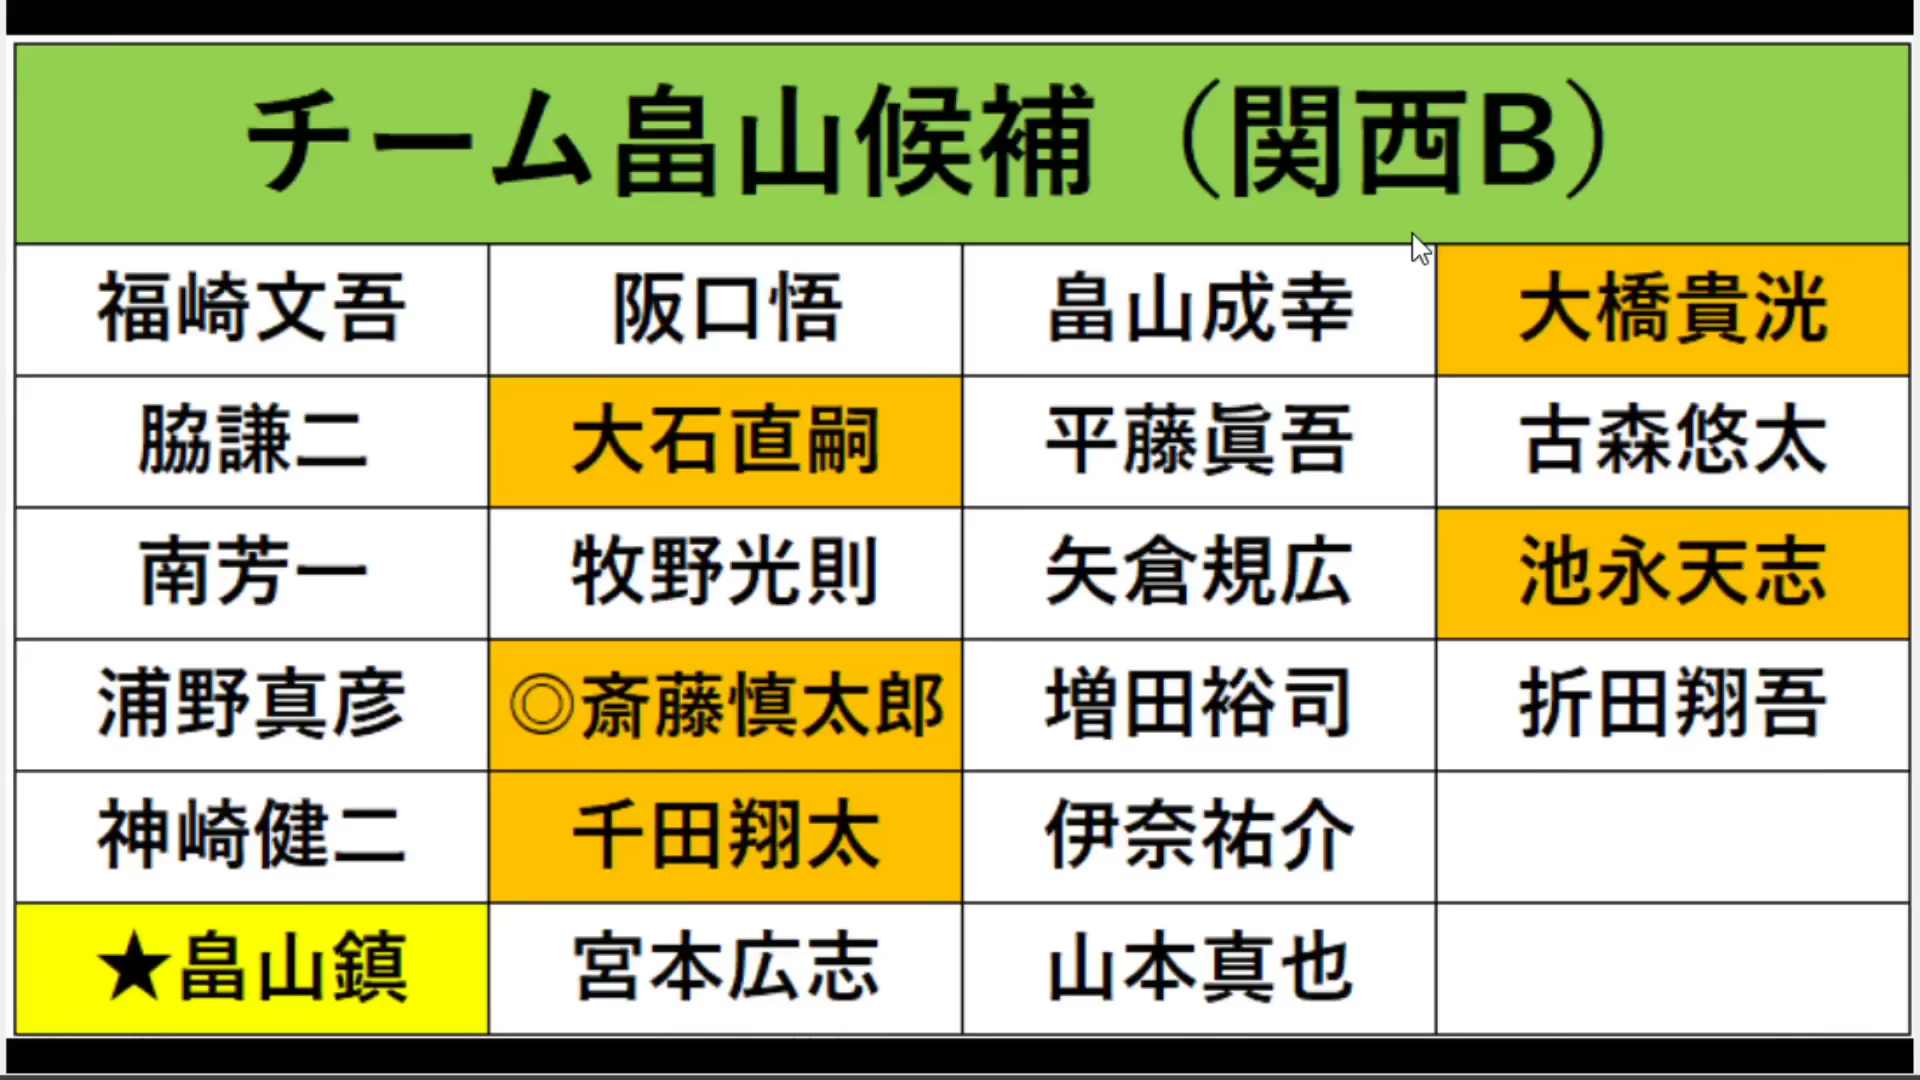 チーム畠山候補（関西B）
福崎文吾 阪口悟 畠山成幸 大橋貴洸
脇謙二 大石直嗣 平藤眞吾 古森悠太
南芳一 牧野光則 矢倉規広 池永天志
浦野真彦 ◎斎藤慎太郎 増田裕司 折田翔吾
神崎健二 千田翔太 伊奈祐介
★畠山鎮 宮本広志 山本真也